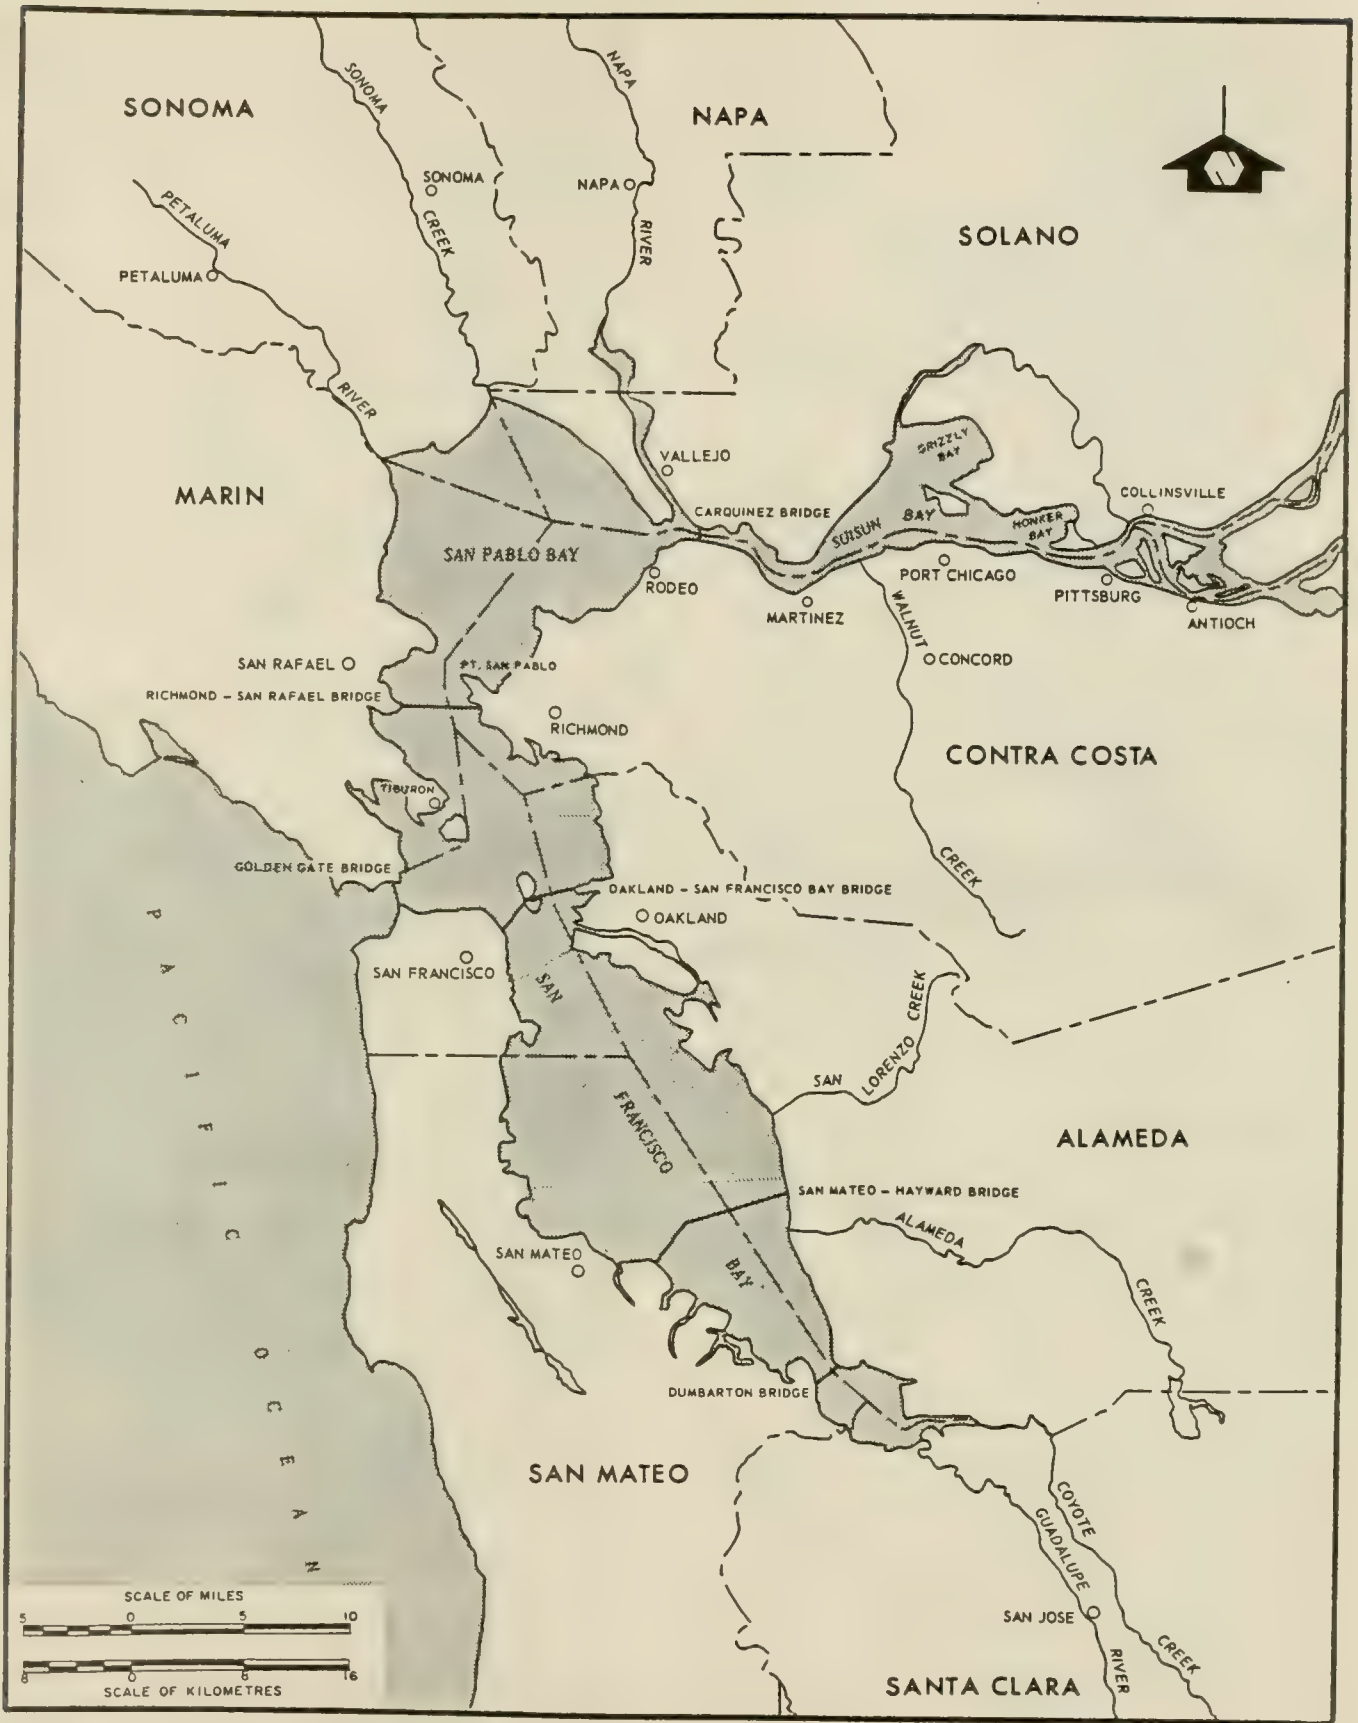 SONOMA
SONOMA
CREEK
SONOMA
NAPA
RIVER
NAPA
NAPA
PETALUMA
RIVER
PETALUMA
SOLANO
MARIN
VALLEJO
CARQUINEZ BRIDGE
GRIZZLY
BAY
SUISUN BAY
HONKER
BAY
COLLINSVILLE
SAN PABLO BAY
RODEO
MARTINEZ
PORT CHICAGO
PITTSBURG
ANTIOCH
WALNUT
CREEK
CONCORD
SAN RAFAEL
PT. SAN PABLO
RICHMOND – SAN RAFAEL BRIDGE
RICHMOND
CONTRA COSTA
TIBURON
GOLDEN GATE BRIDGE
OAKLAND – SAN FRANCISCO BAY BRIDGE
OAKLAND
SAN FRANCISCO
SAN
FRANCISCO
BAY
PACIFIC
OCEAN
SAN LORENZO CREEK
ALAMEDA
SAN MATEO – HAYWARD BRIDGE
ALAMEDA
CREEK
SAN MATEO
DUMBARTON BRIDGE
SAN MATEO
COYOTE
CREEK
GUADALUPE
RIVER
SAN JOSE
SANTA CLARA
SCALE OF MILES
5 0 5 10
8 0 8 16
SCALE OF KILOMETRES